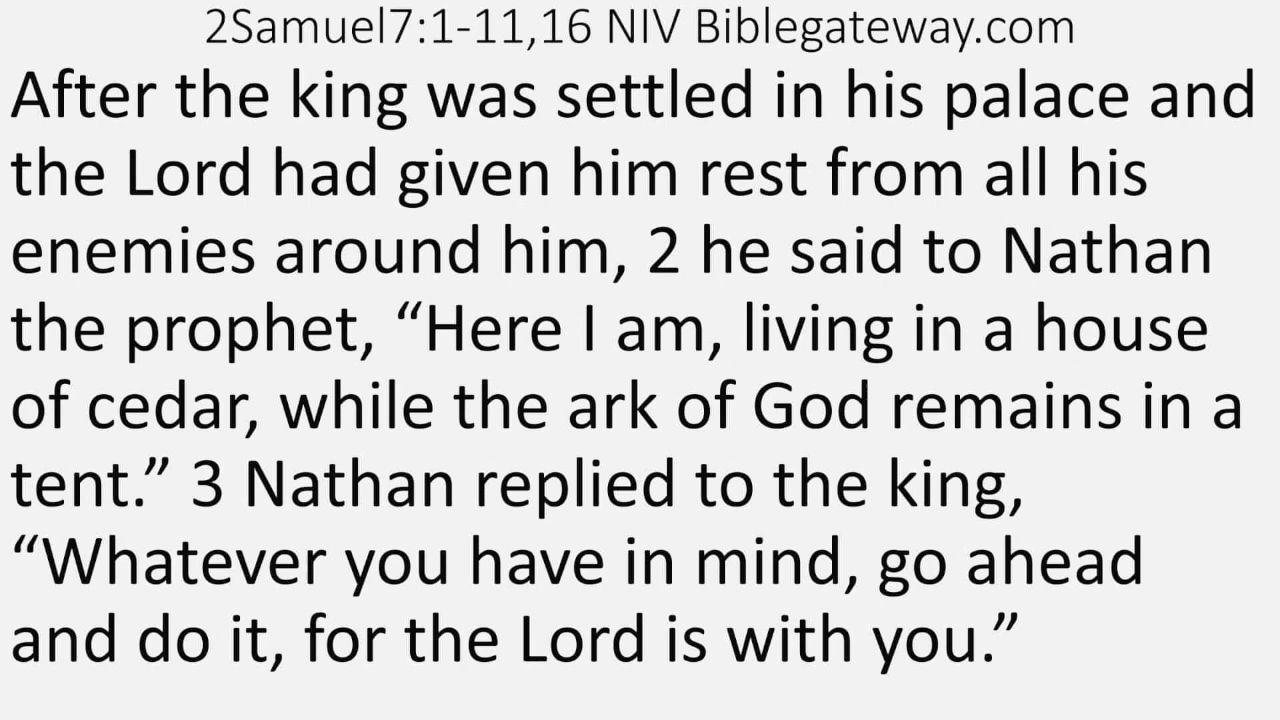 2Samuel7:1-11,16 NIV Biblegateway.com
After the king was settled in his palace and
the Lord had given him rest from all his
enemies around him, 2 he said to Nathan
the prophet, “Here I am, living in a house
of cedar, while the ark of God remains in a
tent.” 3 Nathan replied to the king,
“Whatever you have in mind, go ahead
and do it, for the Lord is with you.”